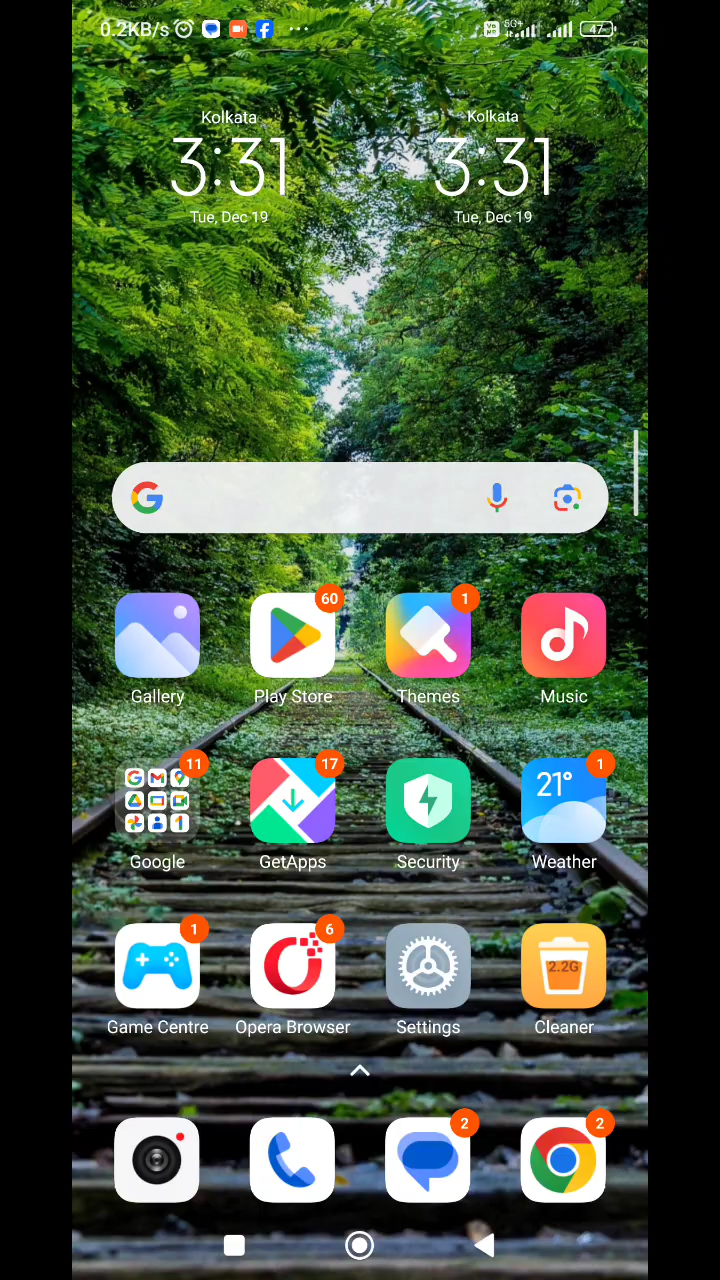 0.2KB/s 5G+ 47
Kolkata Kolkata
3:31 3:31
Tue, Dec 19 Tue, Dec 19
60 1
Gallery Play Store Themes Music
11 17 21° 1
Google GetApps Security Weather
1 6 2.2G
Game Centre Opera Browser Settings Cleaner
2 2